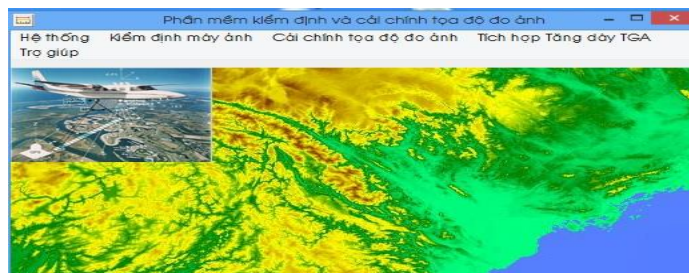 Phần mềm kiểm định và cải chính tọa độ đo ảnh
Hệ thống Kiểm định máy ảnh Cải chính tọa độ đo ảnh Tích hợp Tăng dày TGA
Trợ giúp